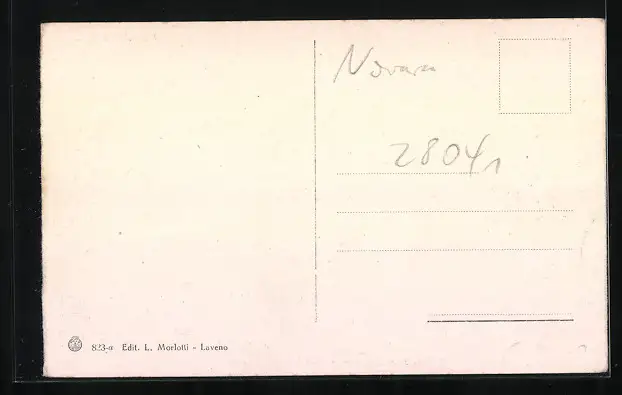 Novara
28041
823-a Edit. L. Morlotti - Laveno